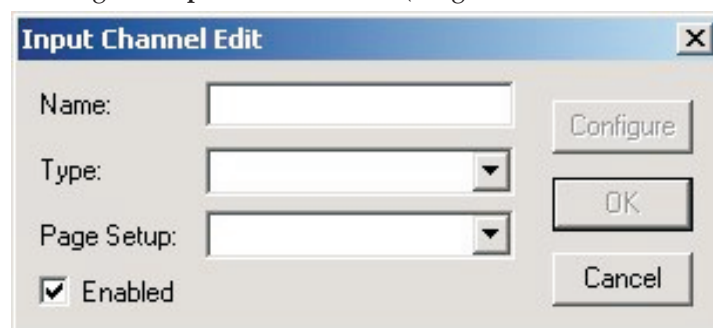 Input Channel Edit
Name:
Configure
Type:
OK
Page Setup:
Enabled
Cancel